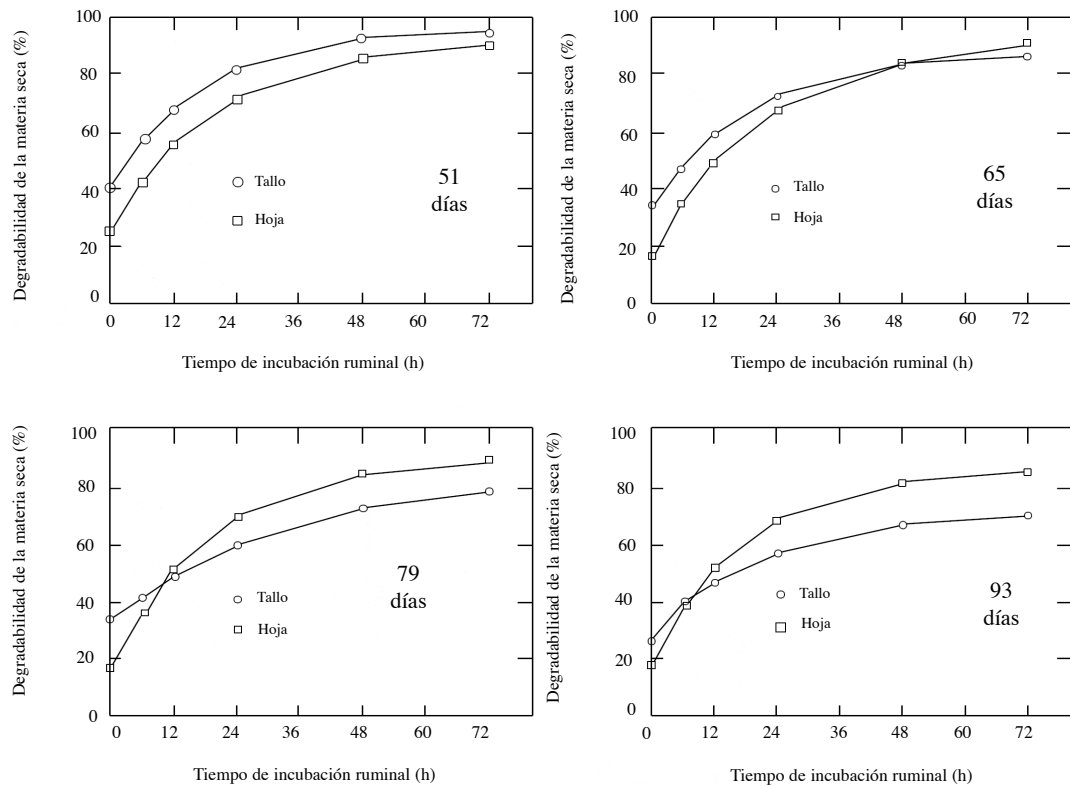 Degradabilidad de la materia seca (%)
100
80
60
40
20
0
Tallo
Hoja
51
días
0 12 24 36 48 60 72
Tiempo de incubación ruminal (h)
Degradabilidad de la materia seca (%)
100
80
60
40
20
0
Tallo
Hoja
65
días
0 12 24 36 48 60 72
Tiempo de incubación ruminal (h)
Degradabilidad de la materia seca (%)
100
80
60
40
20
0
Tallo
Hoja
79
días
0 12 24 36 48 60 72
Tiempo de incubación ruminal (h)
Degradabilidad de la materia seca (%)
100
80
60
40
20
0
Tallo
Hoja
93
días
0 12 24 36 48 60 72
Tiempo de incubación ruminal (h)